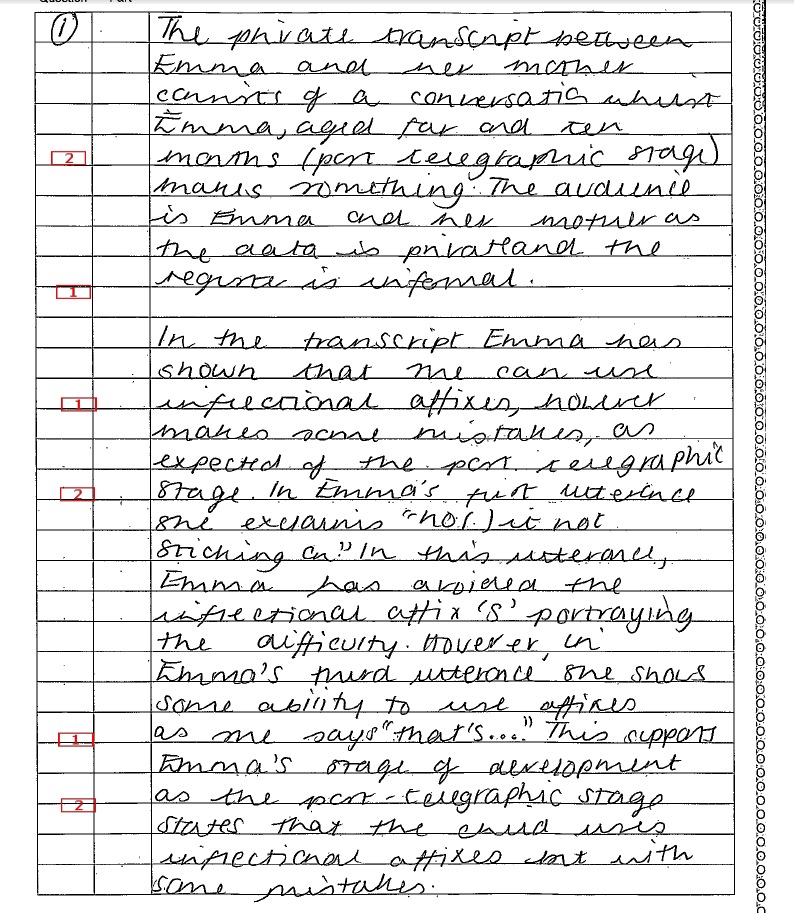 Question Part
1 The private transcript between
Emma and her mother
consists of a conversation whilst
Emma, aged four and ten
2 months (post telegraphic stage)
makes something. The audience
is Emma and her mother as
the data is private and the
1 register is informal.
In the transcript Emma has
shown that she can use
1 inflectional affixes, however
makes some mistakes, as
expected of the post telegraphic
2 stage. In Emma's first utterance
she exclaims "no(.) it not
stiching on." In this utterance,
Emma has avoided the
inflectional affix 's' portraying
the difficulty. However, in
Emma's third utterance she shows
some ability to use affixes
1 as she says "that's..." This supports
Emma's stage of development
2 as the post-telegraphic stage
states that the child uses
inflectional affixes but with
some mistakes.